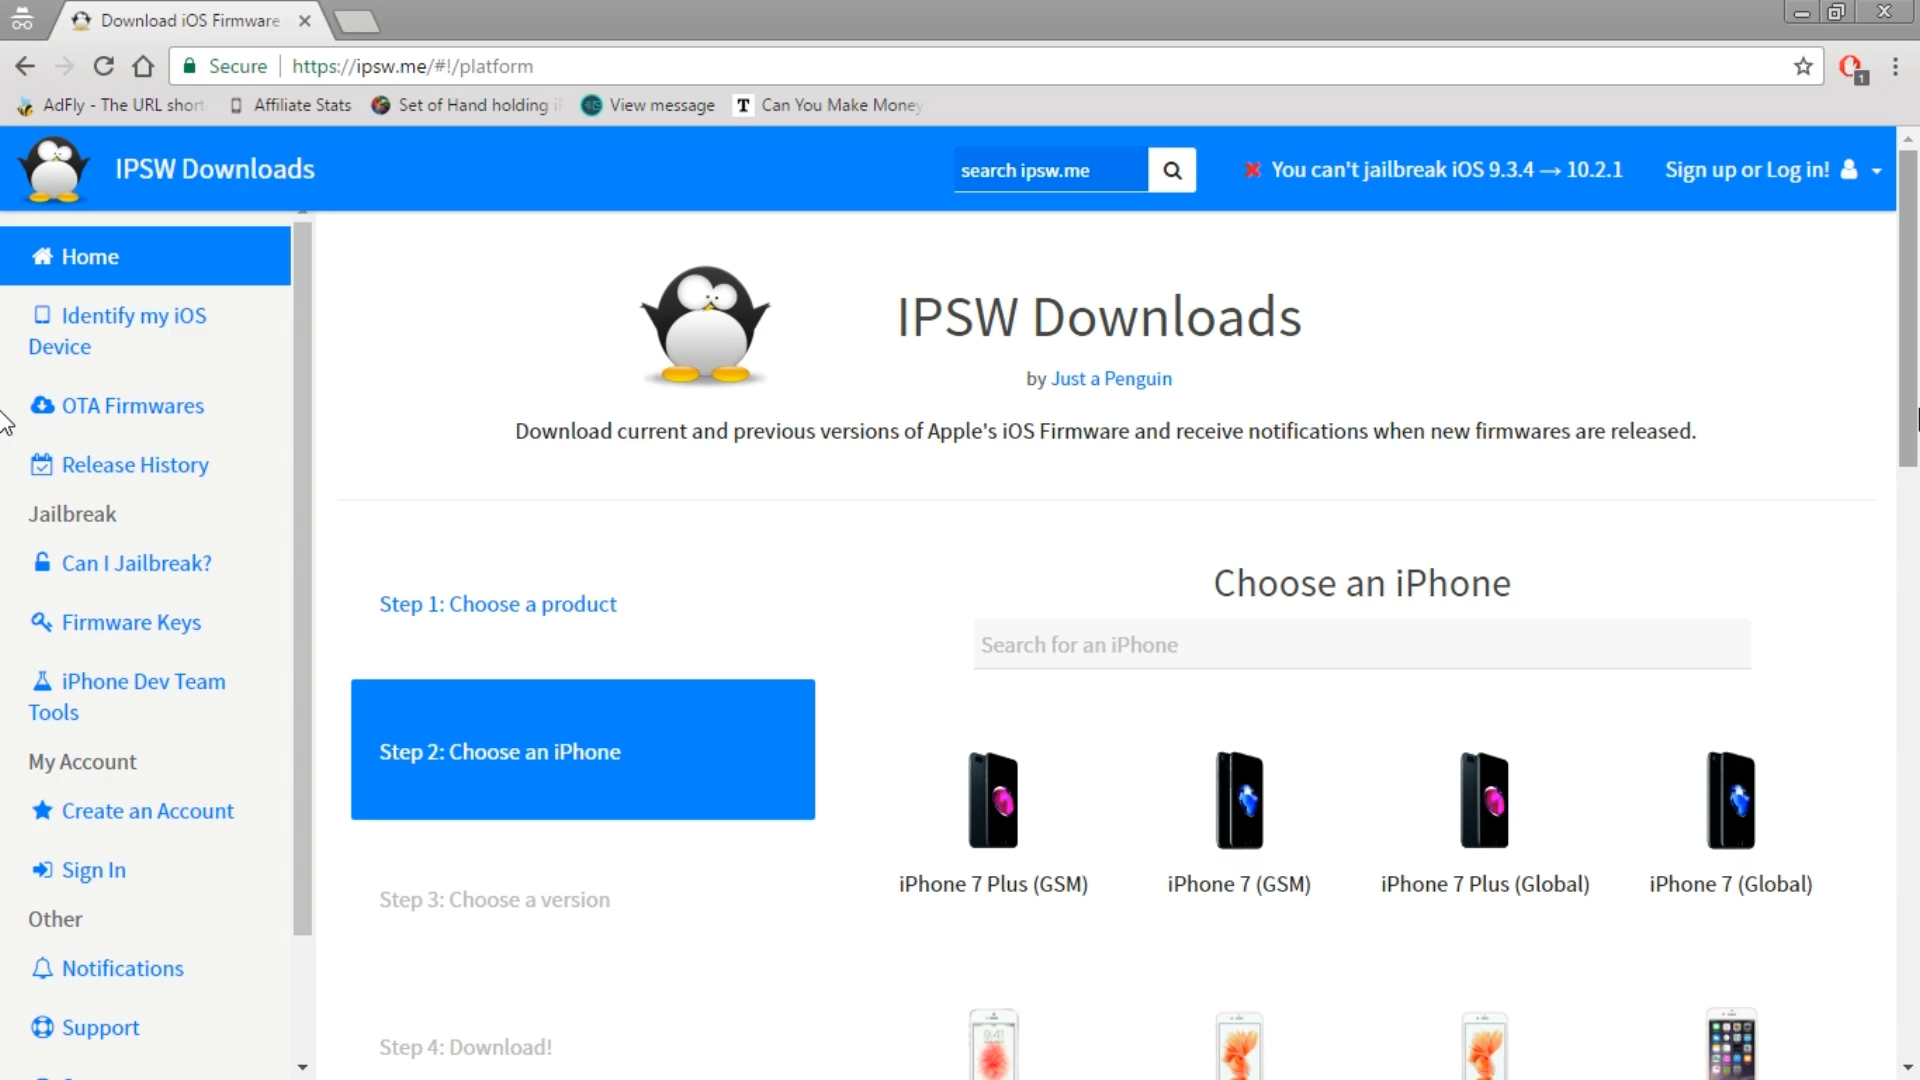 Download iOS Firmware
Secure https://ipsw.me/#!/platform
1
AdFly - The URL short
Affiliate Stats
Set of Hand holding i
View message
T Can You Make Money
IPSW Downloads
search ipsw.me
You can't jailbreak iOS 9.3.4 → 10.2.1
Sign up or Log in!
Home
Identify my iOS
Device
OTA Firmwares
Release History
Jailbreak
Can I Jailbreak?
Firmware Keys
iPhone Dev Team
Tools
My Account
Create an Account
Sign In
Other
Notifications
Support
IPSW Downloads
by Just a Penguin
Download current and previous versions of Apple's iOS Firmware and receive notifications when new firmwares are released.
Step 1: Choose a product
Step 2: Choose an iPhone
Step 3: Choose a version
Step 4: Download!
Choose an iPhone
Search for an iPhone
iPhone 7 Plus (GSM)
iPhone 7 (GSM)
iPhone 7 Plus (Global)
iPhone 7 (Global)
9:41